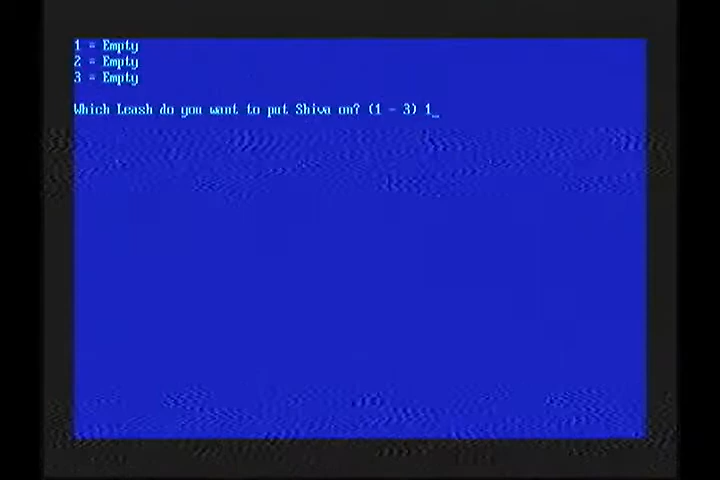 1 = Empty
2 = Empty
3 = Empty
Which Leash do you want to put Shiva on? (1 - 3) 1_